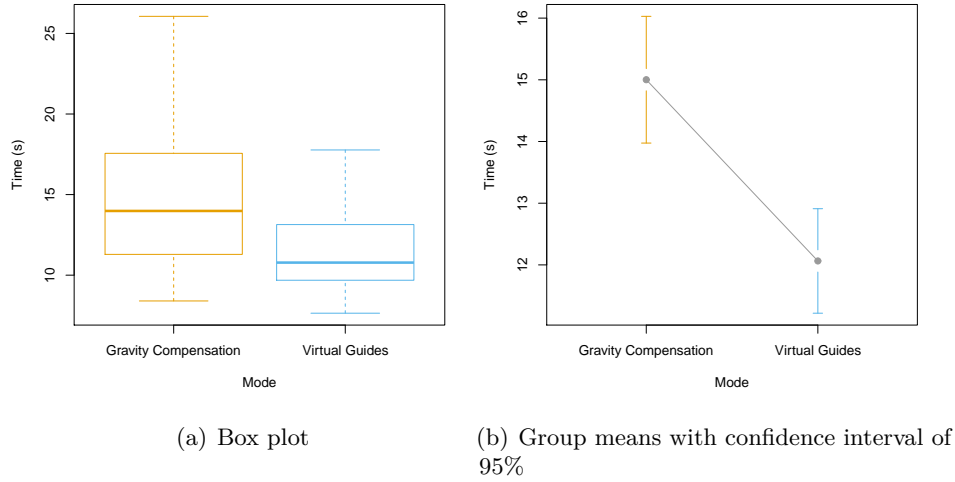 25
20
15
10
Time (s)
Gravity Compensation
Virtual Guides
Mode
(a) Box plot
16
15
14
13
12
Time (s)
Gravity Compensation
Virtual Guides
Mode
(b) Group means with confidence interval of
95%